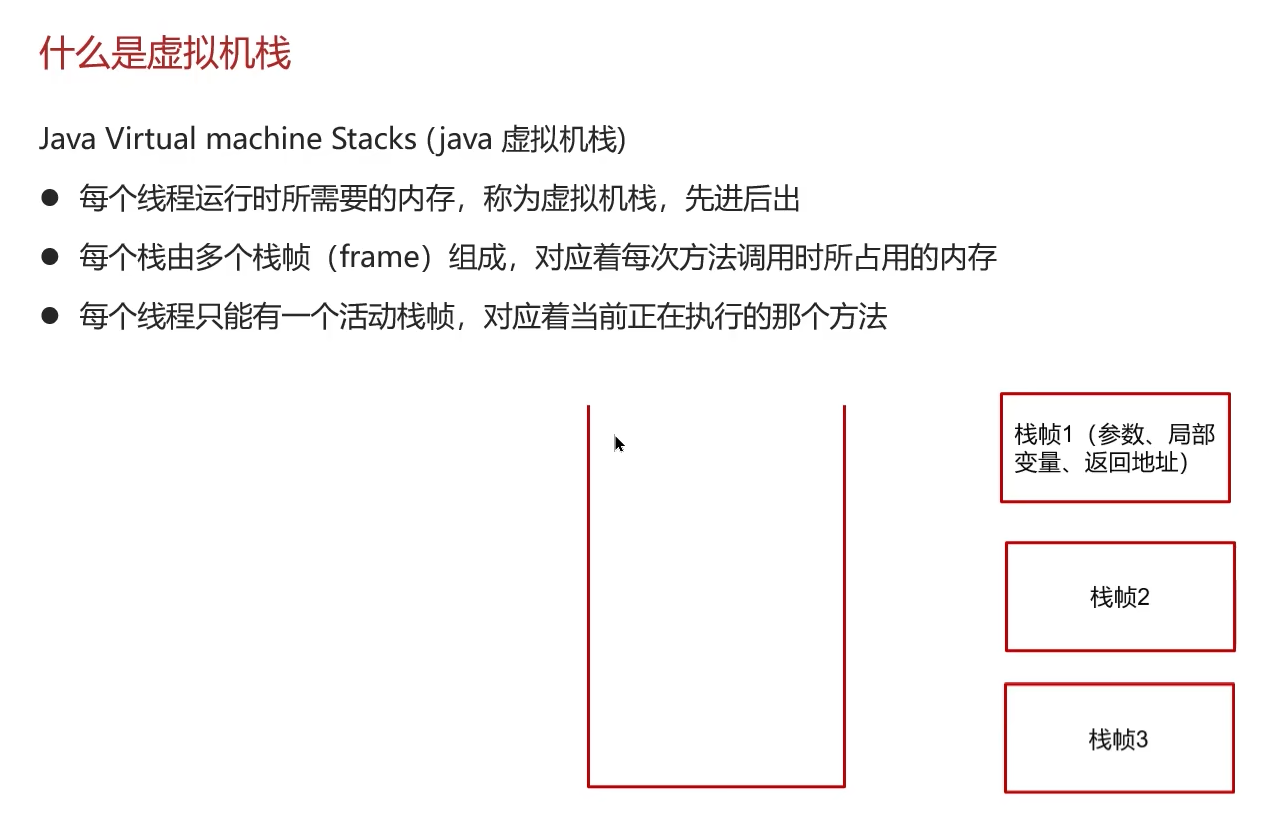 什么是虚拟机栈
Java Virtual machine Stacks (java 虚拟机栈)
● 每个线程运行时所需要的内存，称为虚拟机栈，先进后出
● 每个栈由多个栈帧（frame）组成，对应着每次方法调用时所占用的内存
● 每个线程只能有一个活动栈帧，对应着当前正在执行的那个方法
栈帧1（参数、局部
变量、返回地址）
栈帧2
栈帧3